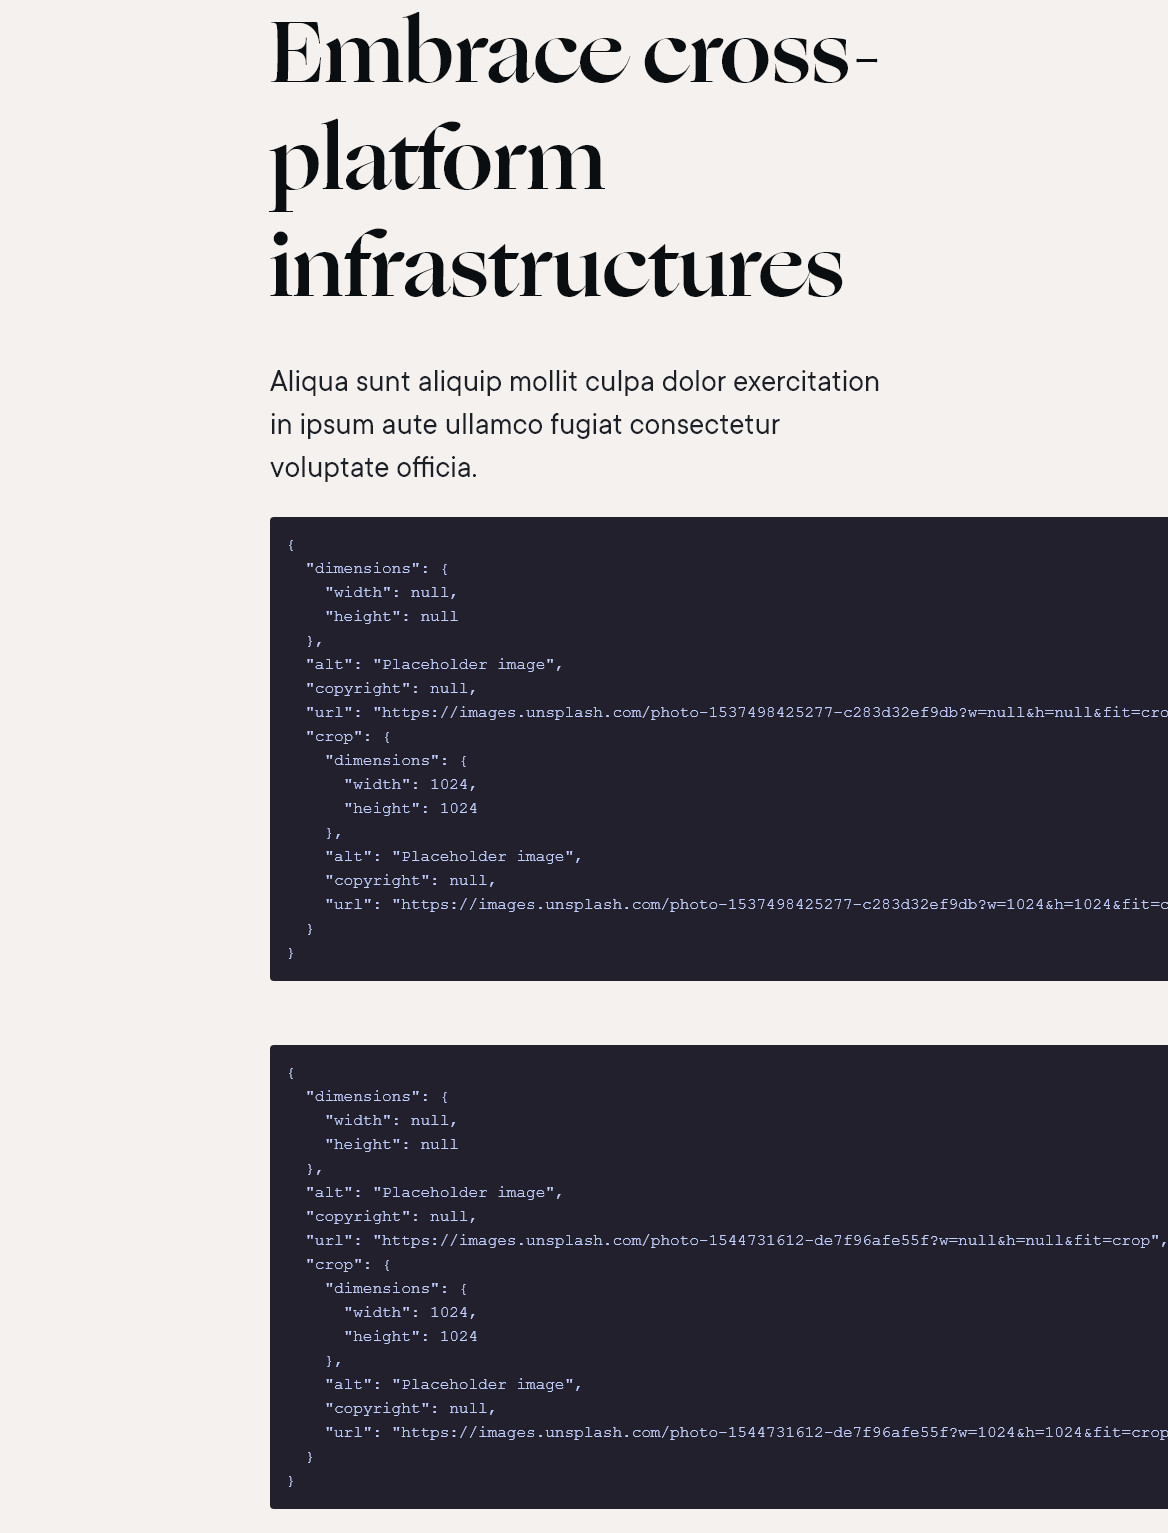 Embrace cross-
platform
infrastructures
Aliqua sunt aliquip mollit culpa dolor exercitation
in ipsum aute ullamco fugiat consectetur
voluptate officia.
{
"dimensions": {
"width": null,
"height": null
},
"alt": "Placeholder image",
"copyright": null,
"url": "https://images.unsplash.com/photo-1537498425277-c283d32ef9db?w=null&h=null&fit=cro
"crop": {
"dimensions": {
"width": 1024,
"height": 1024
},
"alt": "Placeholder image",
"copyright": null,
"url": "https://images.unsplash.com/photo-1537498425277-c283d32ef9db?w=1024&h=1024&fit=c
}
}
{
"dimensions": {
"width": null,
"height": null
},
"alt": "Placeholder image",
"copyright": null,
"url": "https://images.unsplash.com/photo-1544731612-de7f96afe55f?w=null&h=null&fit=crop",
"crop": {
"dimensions": {
"width": 1024,
"height": 1024
},
"alt": "Placeholder image",
"copyright": null,
"url": "https://images.unsplash.com/photo-1544731612-de7f96afe55f?w=1024&h=1024&fit=crop
}
}